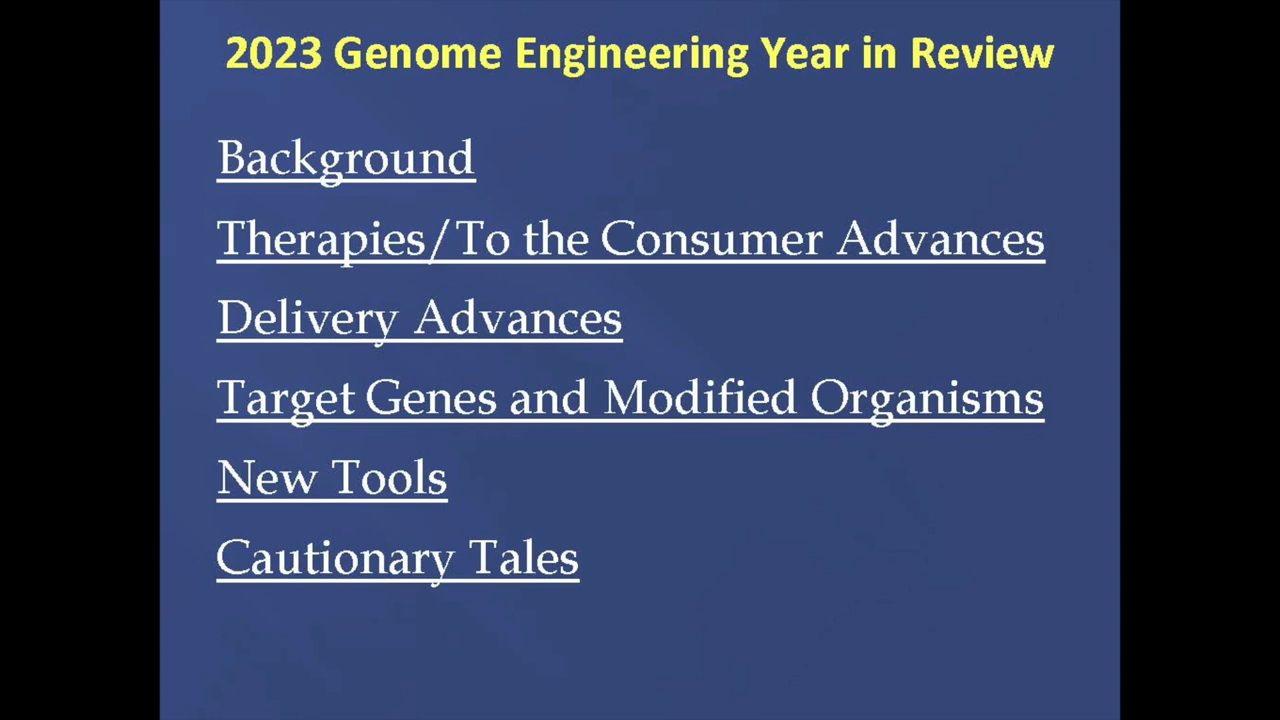 2023 Genome Engineering Year in Review
Background
Therapies/To the Consumer Advances
Delivery Advances
Target Genes and Modified Organisms
New Tools
Cautionary Tales